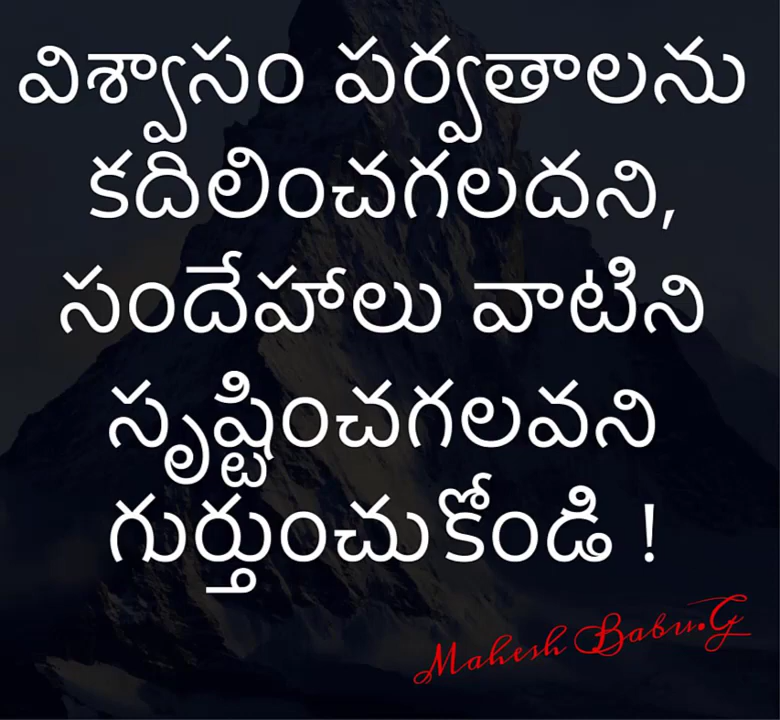 విశ్వాసం పర్వతాలను
కదిలించగలదని,
సందేహాలు వాటిని
సృష్టించగలవని
గుర్తుంచుకోండి !
Mahesh Babu.G